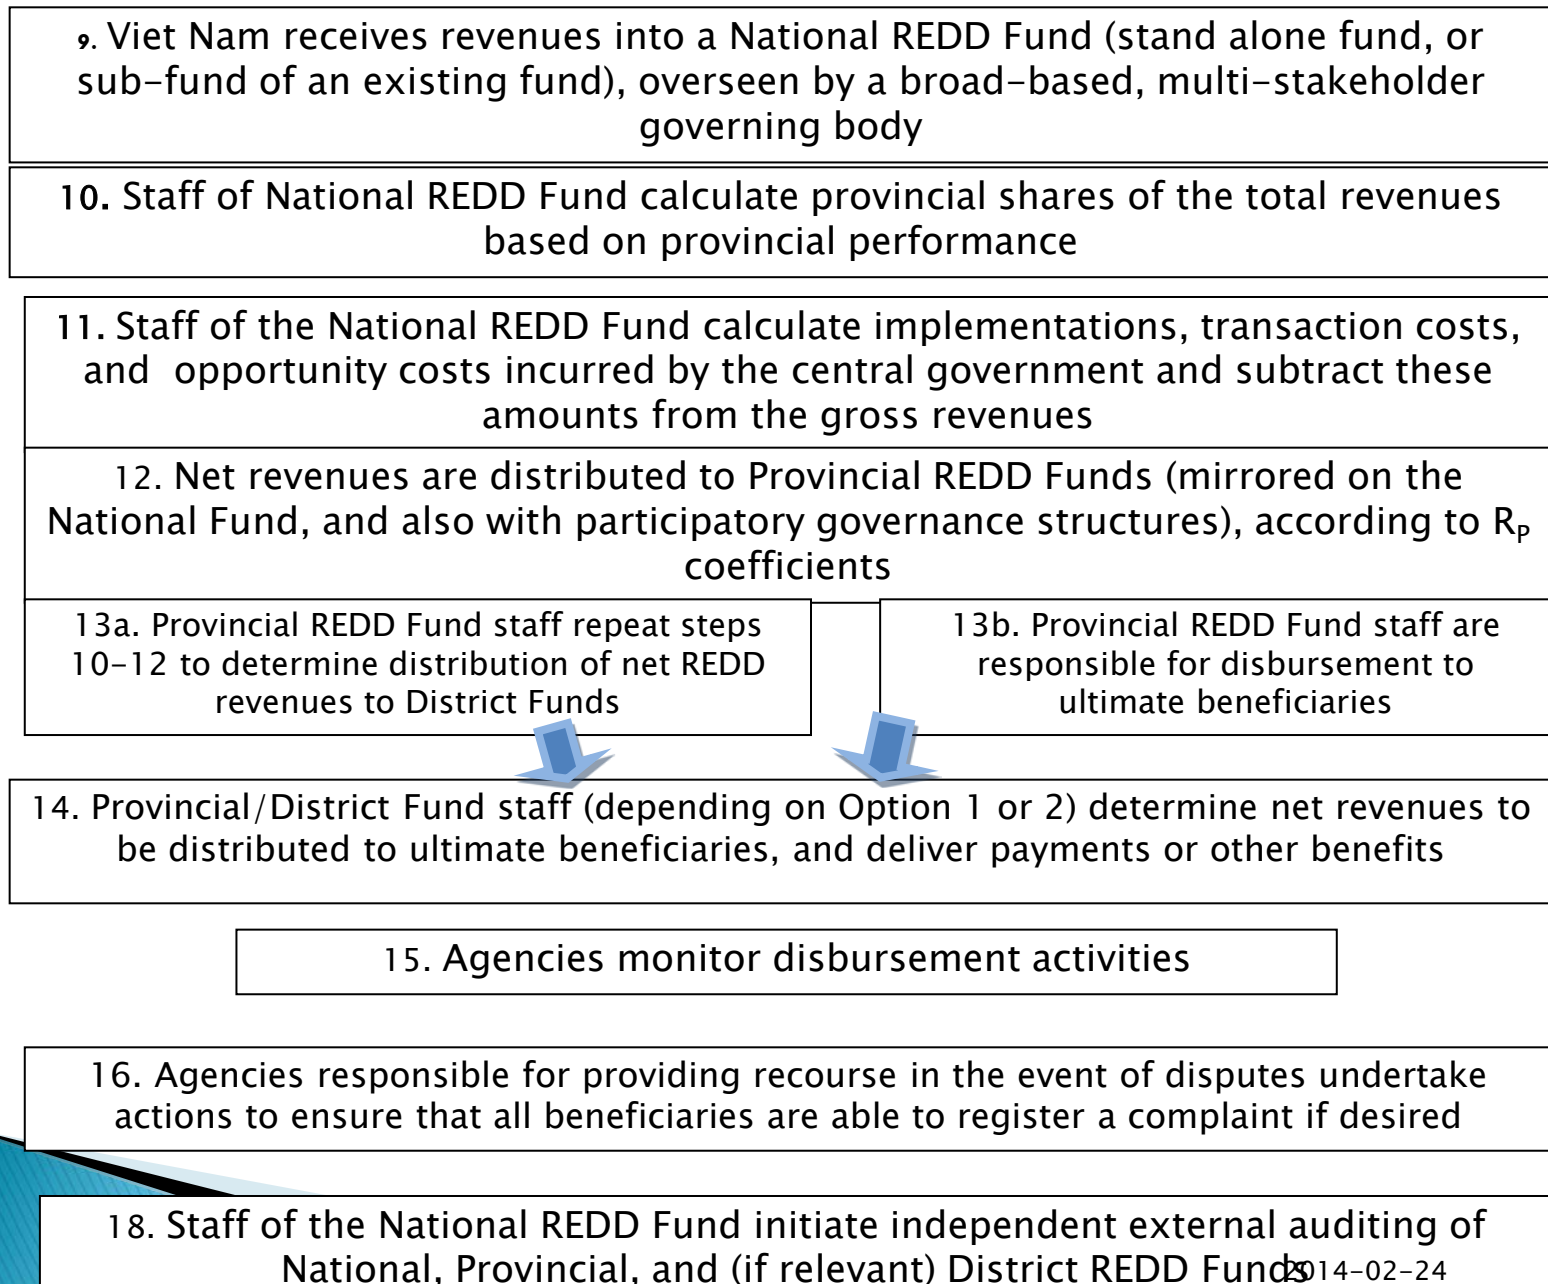 9. Viet Nam receives revenues into a National REDD Fund (stand alone fund, or
sub-fund of an existing fund), overseen by a broad-based, multi-stakeholder
governing body
10. Staff of National REDD Fund calculate provincial shares of the total revenues
based on provincial performance
11. Staff of the National REDD Fund calculate implementations, transaction costs,
and opportunity costs incurred by the central government and subtract these
amounts from the gross revenues
12. Net revenues are distributed to Provincial REDD Funds (mirrored on the
National Fund, and also with participatory governance structures), according to RP
coefficients
13a. Provincial REDD Fund staff repeat steps
10-12 to determine distribution of net REDD
revenues to District Funds
13b. Provincial REDD Fund staff are
responsible for disbursement to
ultimate beneficiaries
14. Provincial/District Fund staff (depending on Option 1 or 2) determine net revenues to
be distributed to ultimate beneficiaries, and deliver payments or other benefits
15. Agencies monitor disbursement activities
16. Agencies responsible for providing recourse in the event of disputes undertake
actions to ensure that all beneficiaries are able to register a complaint if desired
18. Staff of the National REDD Fund initiate independent external auditing of
National, Provincial, and (if relevant) District REDD Funds
2014-02-24